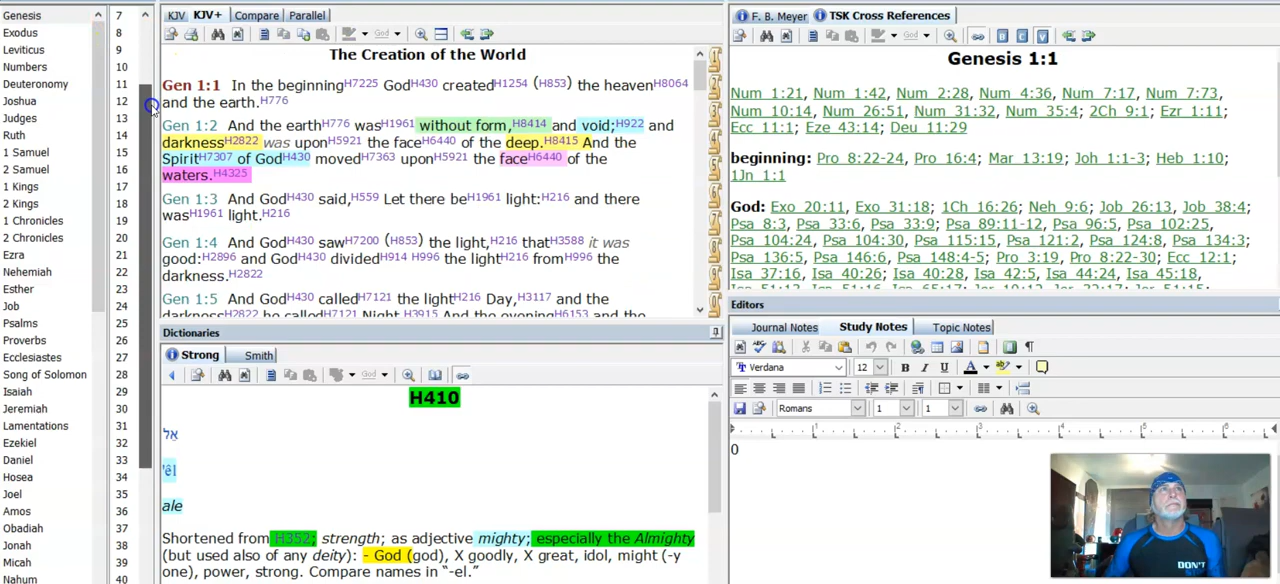 Genesis
Exodus
Leviticus
Numbers
Deuteronomy
Joshua
Judges
Ruth
1 Samuel
2 Samuel
1 Kings
2 Kings
1 Chronicles
2 Chronicles
Ezra
Nehemiah
Esther
Job
Psalms
Proverbs
Ecclesiastes
Song of Solomon
Isaiah
Jeremiah
Lamentations
Ezekiel
Daniel
Hosea
Joel
Amos
Obadiah
Jonah
Micah
Nahum
7
8
9
10
11
12
13
14
15
16
17
18
19
20
21
22
23
24
25
26
27
28
29
30
31
32
33
34
35
36
37
38
39
40
KJV KJV+ Compare Parallel
God
The Creation of the World
Gen 1:1 In the beginningH7225 GodH430 createdH1254 (H853) the heavenH8064
and the earth.H776
Gen 1:2 And the earthH776 wasH1961 without form,H8414 and void;H922 and
darknessH2822 was uponH5921 the faceH6440 of the deep.H8415 And the
SpiritH7307 of GodH430 movedH7363 uponH5921 the faceH6440 of the
waters.H4325
Gen 1:3 And GodH430 said,H559 Let there beH1961 light:H216 and there
wasH1961 light.H216
Gen 1:4 And GodH430 sawH7200 (H853) the light,H216 thatH3588 it was
good:H2896 and GodH430 dividedH914 H996 the lightH216 fromH996 the
darkness.H2822
Gen 1:5 And GodH430 calledH7121 the lightH216 Day,H3117 and the
darknessH2822 he calledH7121 Night.H3915 And the eveningH6153 and the
Dictionaries
Strong Smith
God
H410
אֵל
'êl
ale
Shortened from H352; strength; as adjective mighty; especially the Almighty
(but used also of any deity): - God (god), X goodly, X great, idol, might (-y
one), power, strong. Compare names in “-el.”
F. B. Meyer TSK Cross References
God B C V
Genesis 1:1
Num 1:21, Num 1:42, Num 2:28, Num 4:36, Num 7:17, Num 7:73,
Num 10:14, Num 26:51, Num 31:32, Num 35:4; 2Ch 9:1; Ezr 1:11;
Ecc 11:1; Eze 43:14; Deu 11:29
beginning: Pro 8:22-24, Pro 16:4; Mar 13:19; Joh 1:1-3; Heb 1:10;
1Jn 1:1
God: Exo 20:11, Exo 31:18; 1Ch 16:26; Neh 9:6; Job 26:13, Job 38:4;
Psa 8:3, Psa 33:6, Psa 33:9; Psa 89:11-12, Psa 96:5, Psa 102:25,
Psa 104:24, Psa 104:30, Psa 115:15, Psa 121:2, Psa 124:8, Psa 134:3;
Psa 136:5, Psa 146:6, Psa 148:4-5; Pro 3:19, Pro 8:22-30; Ecc 12:1;
Isa 37:16; Isa 40:26; Isa 40:28, Isa 42:5, Isa 44:24, Isa 45:18,
Editors
Journal Notes Study Notes Topic Notes
Verdana 12 B I U A ab
Romans 1 1
1 2 3 4 5 6
0
DON'T